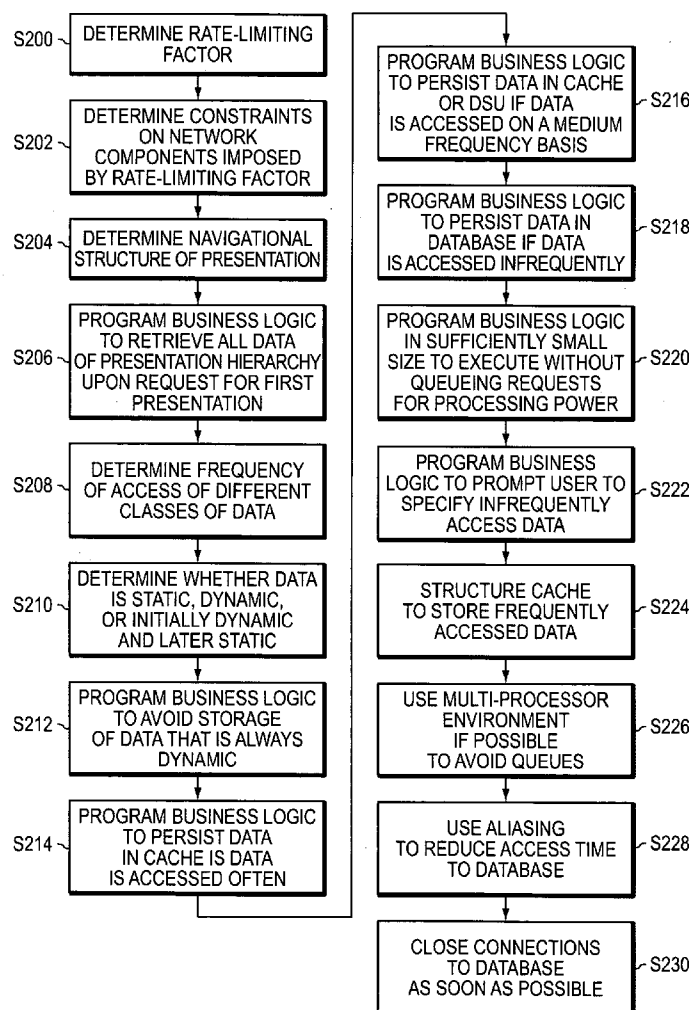 S200
DETERMINE RATE-LIMITING
FACTOR
S202
DETERMINE CONSTRAINTS
ON NETWORK
COMPONENTS IMPOSED
BY RATE-LIMITING FACTOR
S204
DETERMINE NAVIGATIONAL
STRUCTURE OF PRESENTATION
S206
PROGRAM BUSINESS LOGIC
TO RETRIEVE ALL DATA
OF PRESENTATION HIERARCHY
UPON REQUEST FOR FIRST
PRESENTATION
S208
DETERMINE FREQUENCY
OF ACCESS OF DIFFERENT
CLASSES OF DATA
S210
DETERMINE WHETHER DATA
IS STATIC, DYNAMIC,
OR INITIALLY DYNAMIC
AND LATER STATIC
S212
PROGRAM BUSINESS LOGIC
TO AVOID STORAGE
OF DATA THAT IS ALWAYS
DYNAMIC
S214
PROGRAM BUSINESS LOGIC
TO PERSIST DATA
IN CACHE IS DATA
IS ACCESSED OFTEN
PROGRAM BUSINESS LOGIC
TO PERSIST DATA IN CACHE
OR DSU IF DATA
IS ACCESSED ON A MEDIUM
FREQUENCY BASIS
S216
PROGRAM BUSINESS LOGIC
TO PERSIST DATA IN
DATABASE IF DATA
IS ACCESSED INFREQUENTLY
S218
PROGRAM BUSINESS LOGIC
IN SUFFICIENTLY SMALL
SIZE TO EXECUTE WITHOUT
QUEUEING REQUESTS
FOR PROCESSING POWER
S220
PROGRAM BUSINESS
LOGIC TO PROMPT USER TO
SPECIFY INFREQUENTLY
ACCESS DATA
S222
STRUCTURE CACHE
TO STORE FREQUENTLY
ACCESSED DATA
S224
USE MULTI-PROCESSOR
ENVIRONMENT
IF POSSIBLE
TO AVOID QUEUES
S226
USE ALIASING
TO REDUCE ACCESS TIME
TO DATABASE
S228
CLOSE CONNECTIONS
TO DATABASE
AS SOON AS POSSIBLE
S230